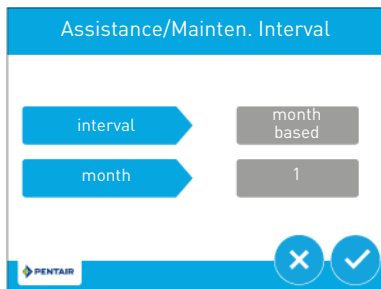 Assistance/Mainten. Interval
interval
month
based
month
1
PENTAIR